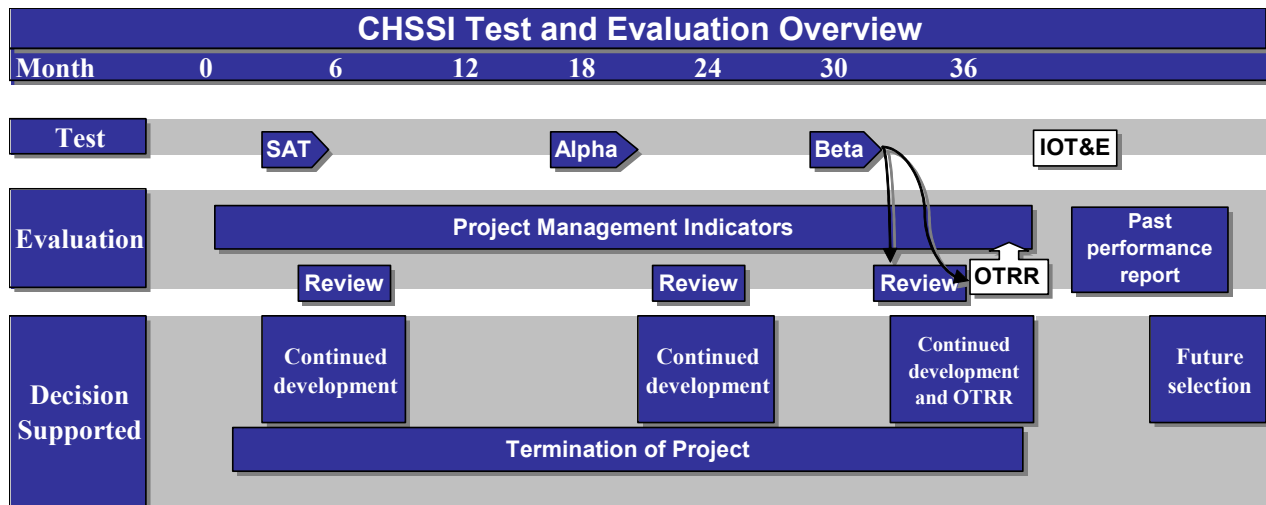 CHSSI Test and Evaluation Overview
Month 0 6 12 18 24 30 36
Test
SAT
Alpha
Beta
IOT&E
Evaluation
Project Management Indicators
Past
performance
report
Review
Review
Review
OTRR
Decision
Supported
Continued
development
Continued
development
Continued
development
and OTRR
Future
selection
Termination of Project